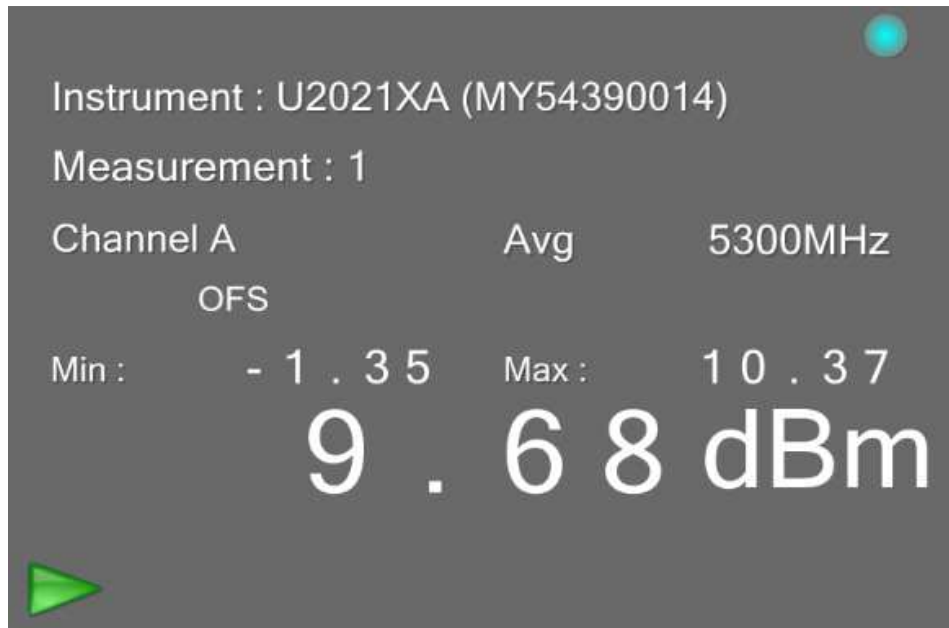 Instrument : U2021XA (MY54390014)
Measurement : 1
Channel A Avg 5300MHz
OFS
Min : -1.35 Max : 10.37
9.68 dBm